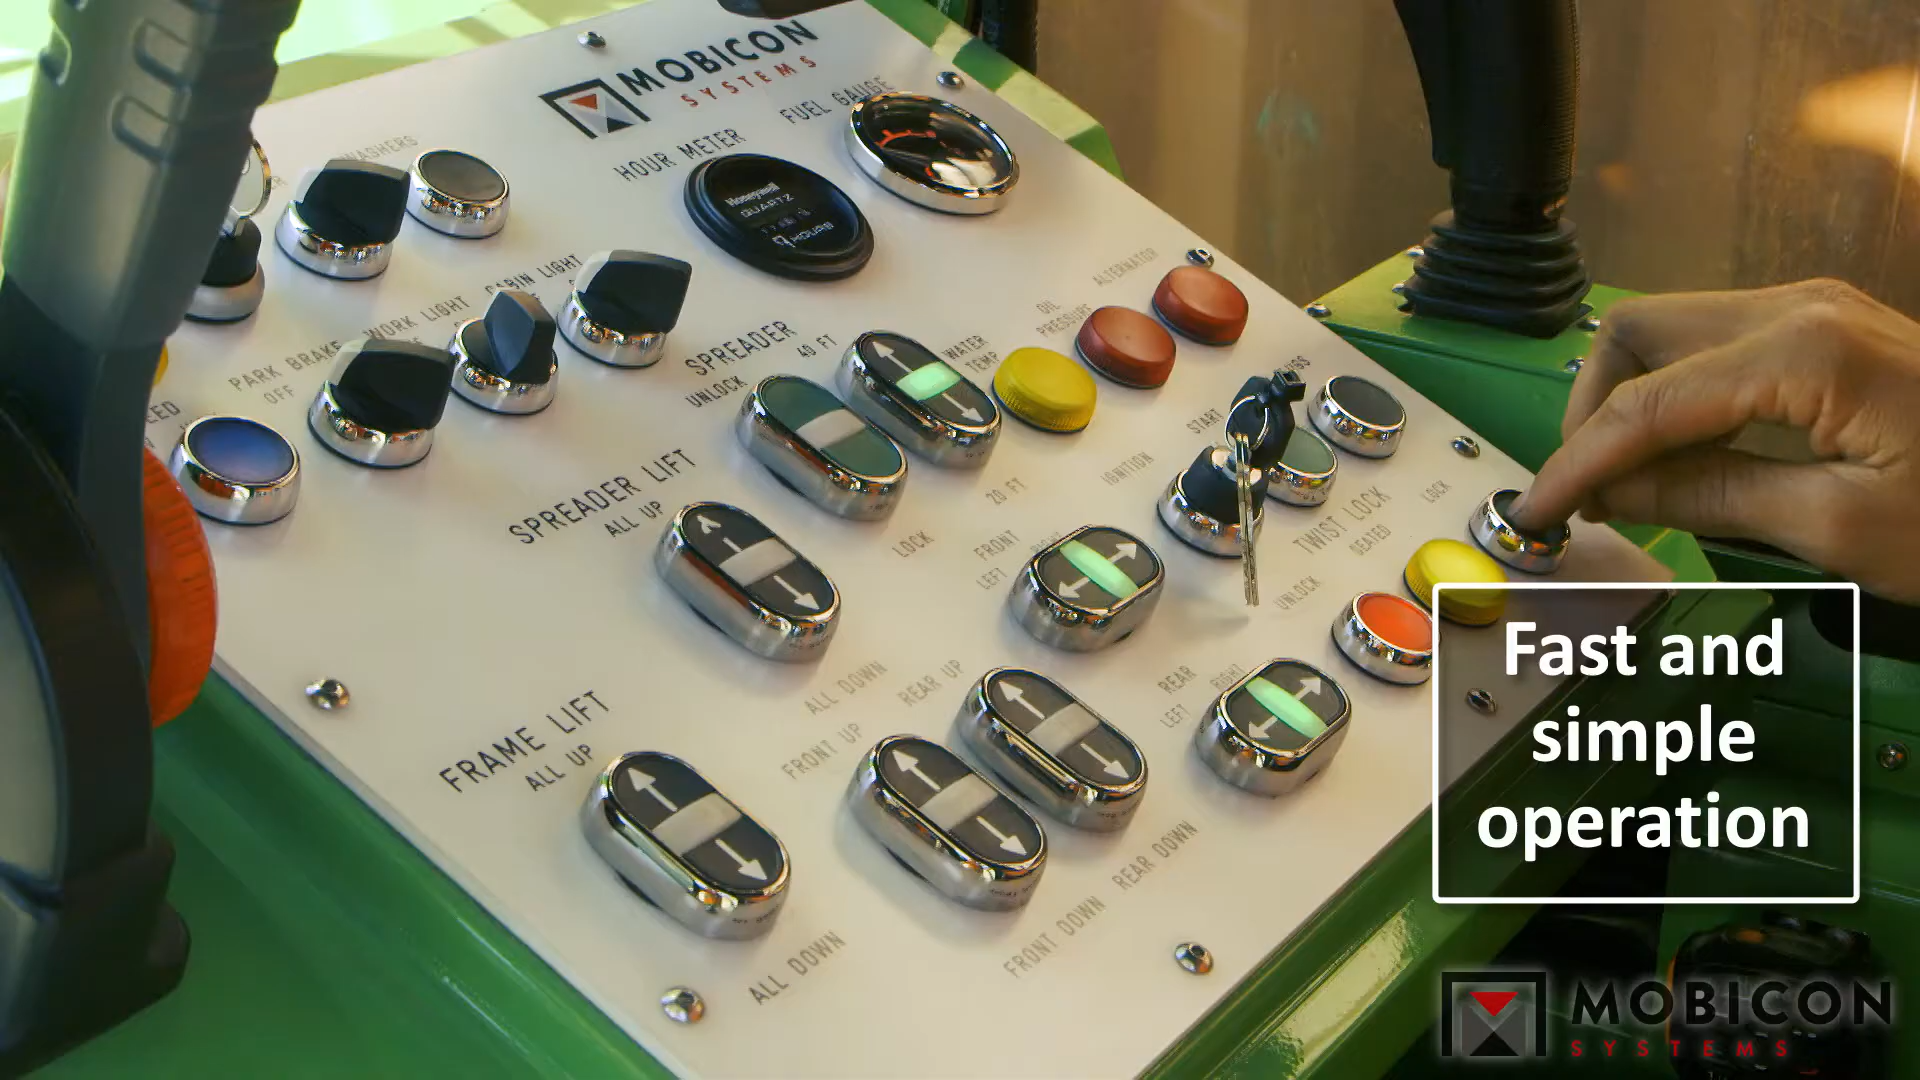 MOBICON
SYSTEMS
FUEL GAUGE
HOUR METER
Honeywell
QUARTZ
HOURS
WASHERS
CABIN LIGHT
WORK LIGHT
PARK BRAKE
OFF
ALTERNATOR
OIL
PRESSURE
WATER
TEMP
SPREADER
40 FT
UNLOCK
LOCK
20 FT
START
IGNITION
SPREADER LIFT
ALL UP
ALL DOWN
FRONT
LEFT
TWIST LOCK
LOCK
SEATED
UNLOCK
REAR
RIGHT
LEFT
FRAME LIFT
ALL UP
ALL DOWN
FRONT UP
REAR UP
FRONT DOWN
REAR DOWN
Fast and
simple
operation
MOBICON
SYSTEMS